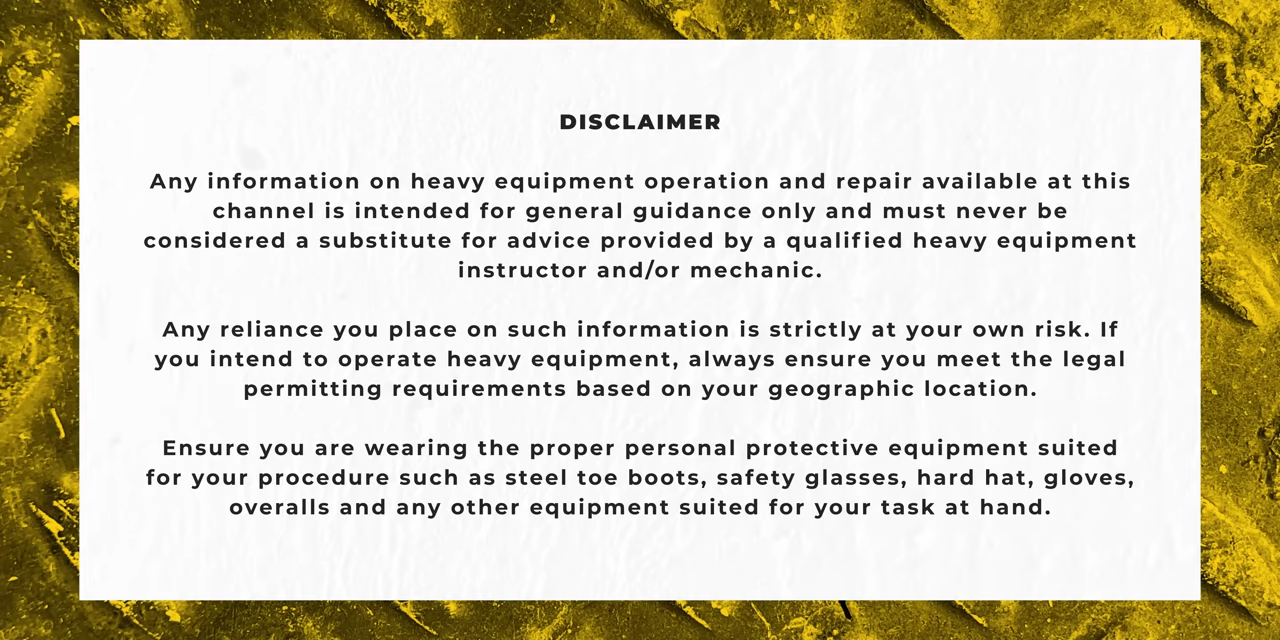 DISCLAIMER
Any information on heavy equipment operation and repair available at this
channel is intended for general guidance only and must never be
considered a substitute for advice provided by a qualified heavy equipment
instructor and/or mechanic.
Any reliance you place on such information is strictly at your own risk. If
you intend to operate heavy equipment, always ensure you meet the legal
permitting requirements based on your geographic location.
Ensure you are wearing the proper personal protective equipment suited
for your procedure such as steel toe boots, safety glasses, hard hat, gloves,
overalls and any other equipment suited for your task at hand.